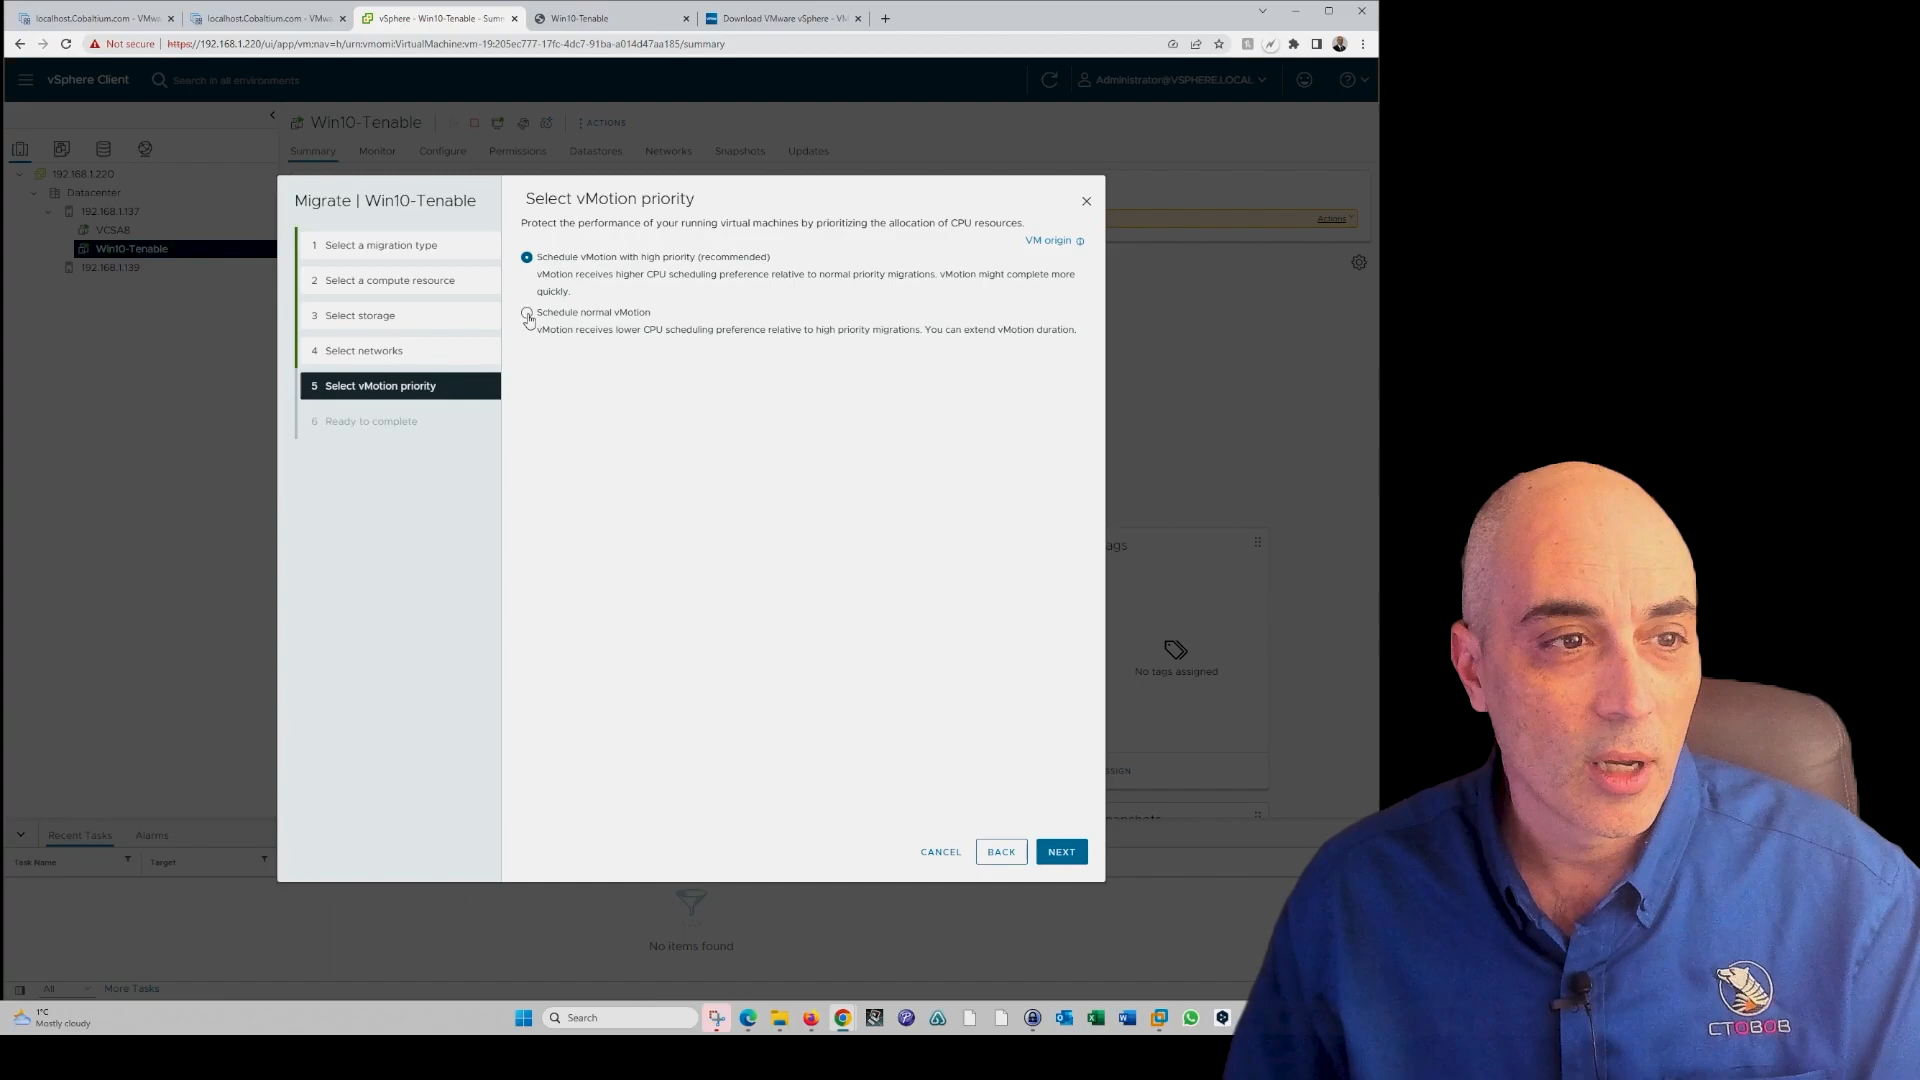 localhost.Cobaltium.com - VMwa
localhost.Cobaltium.com - VMwa
vSphere - Win10-Tenable - Summ
Win10-Tenable
Download VMware vSphere - VM
Not secure
https://192.168.1.220/ui/app/vm;nav=h/urn:vmomi:VirtualMachine:vm-19:205ec777-17fc-4dc7-91ba-a014d47aa185/summary
vSphere Client
Search in all environments
Administrator@VSPHERE.LOCAL
Win10-Tenable
ACTIONS
Summary
Monitor
Configure
Permissions
Datastores
Networks
Snapshots
Updates
192.168.1.220
Datacenter
192.168.1.137
VCSA8
Win10-Tenable
192.168.1.139
Actions
Migrate | Win10-Tenable
1 Select a migration type
2 Select a compute resource
3 Select storage
4 Select networks
5 Select vMotion priority
6 Ready to complete
Select vMotion priority
Protect the performance of your running virtual machines by prioritizing the allocation of CPU resources.
VM origin
Schedule vMotion with high priority (recommended)
vMotion receives higher CPU scheduling preference relative to normal priority migrations. vMotion might complete more
quickly.
Schedule normal vMotion
vMotion receives lower CPU scheduling preference relative to high priority migrations. You can extend vMotion duration.
CANCEL
BACK
NEXT
ags
No tags assigned
SSIGN
Recent Tasks
Alarms
Task Name
Target
No items found
All
More Tasks
1°C
Mostly cloudy
Search
CTOBOB